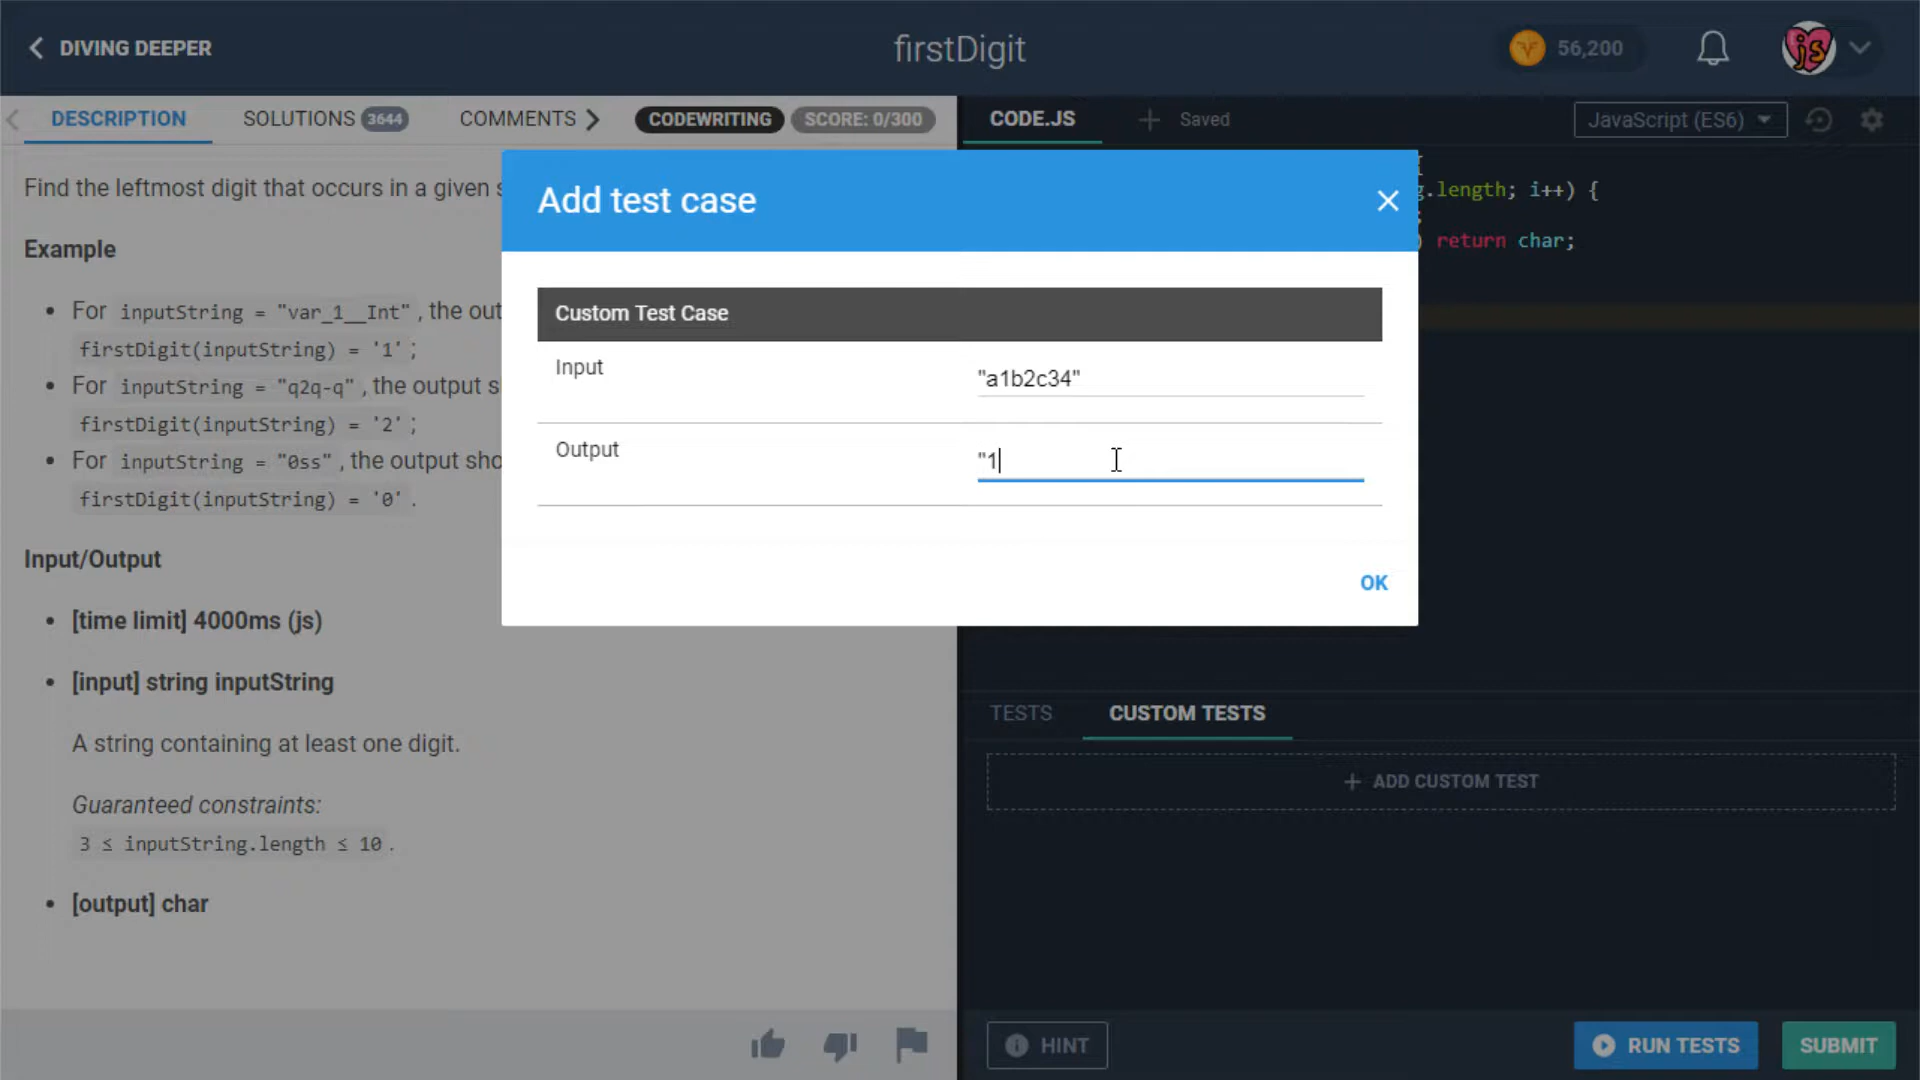 DIVING DEEPER
firstDigit
56,200
js
DESCRIPTION
SOLUTIONS 3644
COMMENTS
CODEWRITING
SCORE: 0/300
CODE.JS
Saved
JavaScript (ES6)
Find the leftmost digit that occurs in a given s
Example
For inputString = "var_1__Int", the out
firstDigit(inputString) = '1';
For inputString = "q2q-q", the output s
firstDigit(inputString) = '2';
For inputString = "0ss", the output sho
firstDigit(inputString) = '0'.
Input/Output
[time limit] 4000ms (js)
[input] string inputString
A string containing at least one digit.
Guaranteed constraints:
3 ≤ inputString.length ≤ 10.
[output] char
Add test case
Custom Test Case
Input
"a1b2c34"
Output
"1
OK
{
g.length; i++) {
;
) return char;
TESTS
CUSTOM TESTS
ADD CUSTOM TEST
HINT
RUN TESTS
SUBMIT